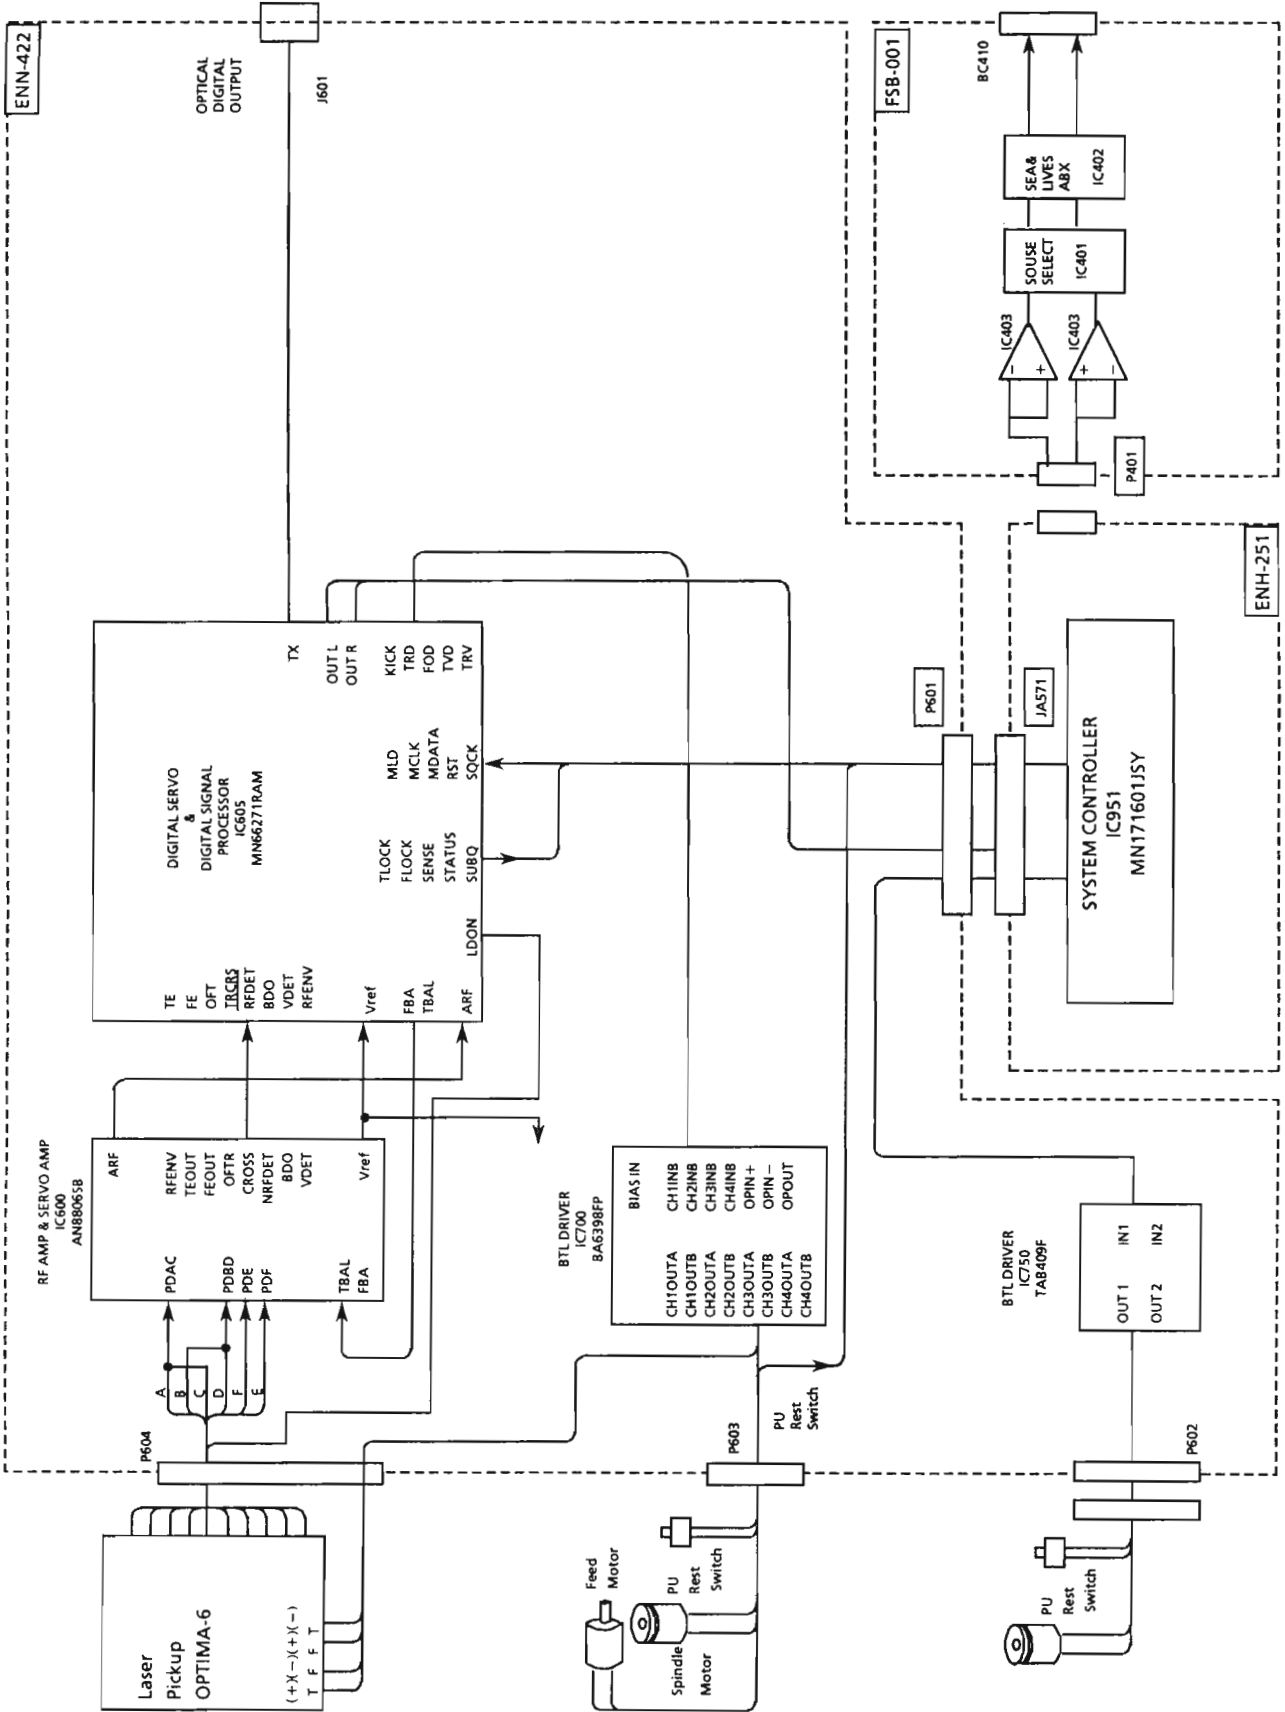 ENN-422
OPTICAL
DIGITAL
OUTPUT
J601
FSB-001
BC410
SEA&
LIVES
ABX
IC402
SOUSE
SELECT
IC401
IC403
IC403
P401
ENH-251
DIGITAL SERVO
&
DIGITAL SIGNAL
PROCESSOR
IC605
MN66271RAM
TX
OUT L
OUT R
KICK
TRD
FOD
TVD
TRV
MLD
MCLK
MDATA
RST
SQCK
TLOCK
FLOCK
SENSE
STATUS
SUBQ
LDON
TE
FE
OFT
TRCRS
RFDET
BDO
VDET
RFENV
Vref
FBA
TBAL
ARF
P601
JA571
SYSTEM CONTROLLER
IC951
MN171601JSY
RF AMP & SERVO AMP
IC600
AN8806SB
ARF
RFENV
TEOUT
FEOUT
OFTR
CROSS
NRFDET
BDO
VDET
Vref
PDAC
PDBD
PDE
PDF
TBAL
FBA
A
B
C
D
F
E
BTL DRIVER
IC700
BA6398FP
BIAS IN
CH1INB
CH2INB
CH3INB
CH4INB
OPIN+
OPIN−
OPOUT
CH1OUTA
CH1OUTB
CH2OUTA
CH2OUTB
CH3OUTA
CH3OUTB
CH4OUTA
CH4OUTB
BTL DRIVER
IC750
TAB409F
IN1
IN2
OUT 1
OUT 2
P604
P603
PU
Rest
Switch
P602
Laser
Pickup
OPTIMA-6
(+)(−)(+)(−)
T F F T
Feed
Motor
PU
Rest
Switch
Spindle
Motor
PU
Rest
Switch